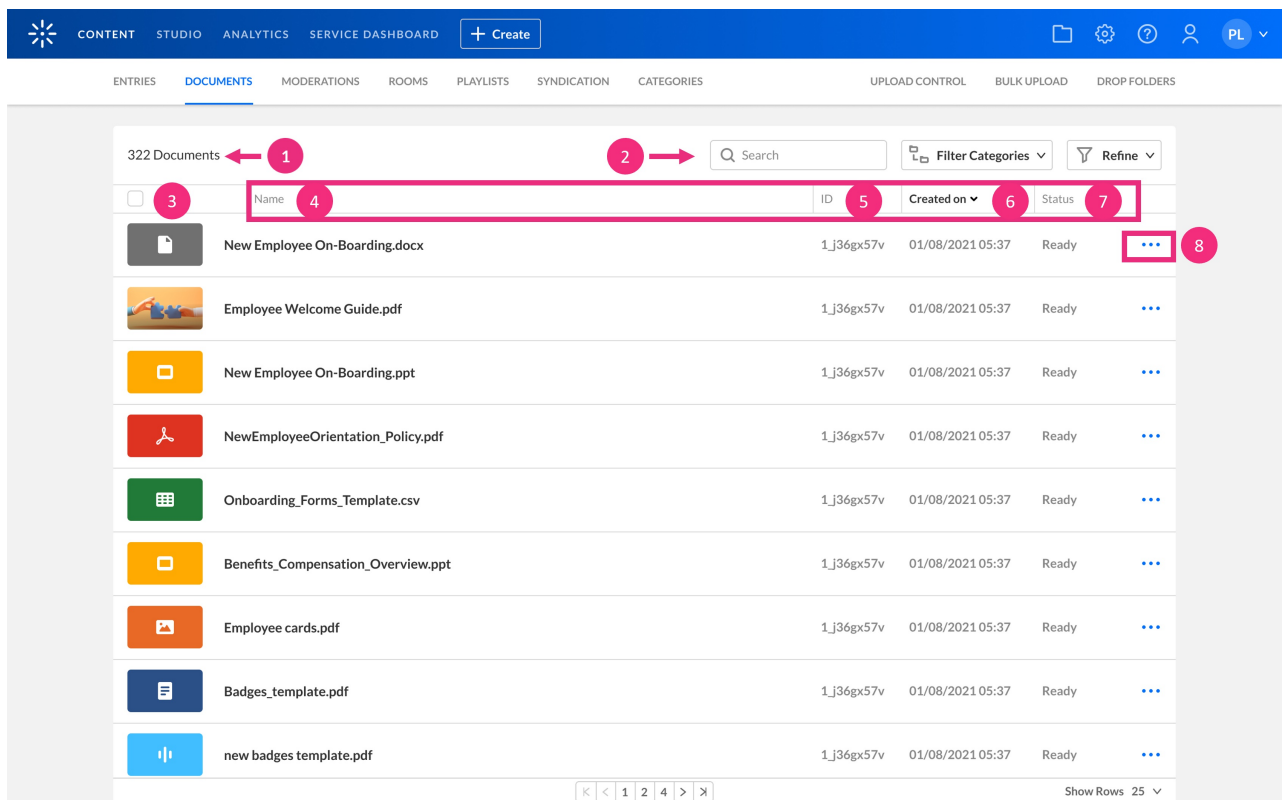 CONTENT STUDIO ANALYTICS SERVICE DASHBOARD + Create PL
ENTRIES DOCUMENTS MODERATIONS ROOMS PLAYLISTS SYNDICATION CATEGORIES UPLOAD CONTROL BULK UPLOAD DROP FOLDERS
322 Documents 1 2 Search Filter Categories Refine
3 Name 4 ID 5 Created on 6 Status 7
New Employee On-Boarding.docx 1_j36gx57v 01/08/2021 05:37 Ready ... 8
Employee Welcome Guide.pdf 1_j36gx57v 01/08/2021 05:37 Ready ...
New Employee On-Boarding.ppt 1_j36gx57v 01/08/2021 05:37 Ready ...
NewEmployeeOrientation_Policy.pdf 1_j36gx57v 01/08/2021 05:37 Ready ...
Onboarding_Forms_Template.csv 1_j36gx57v 01/08/2021 05:37 Ready ...
Benefits_Compensation_Overview.ppt 1_j36gx57v 01/08/2021 05:37 Ready ...
Employee cards.pdf 1_j36gx57v 01/08/2021 05:37 Ready ...
Badges_template.pdf 1_j36gx57v 01/08/2021 05:37 Ready ...
new badges template.pdf 1_j36gx57v 01/08/2021 05:37 Ready ...
1 2 4 Show Rows 25